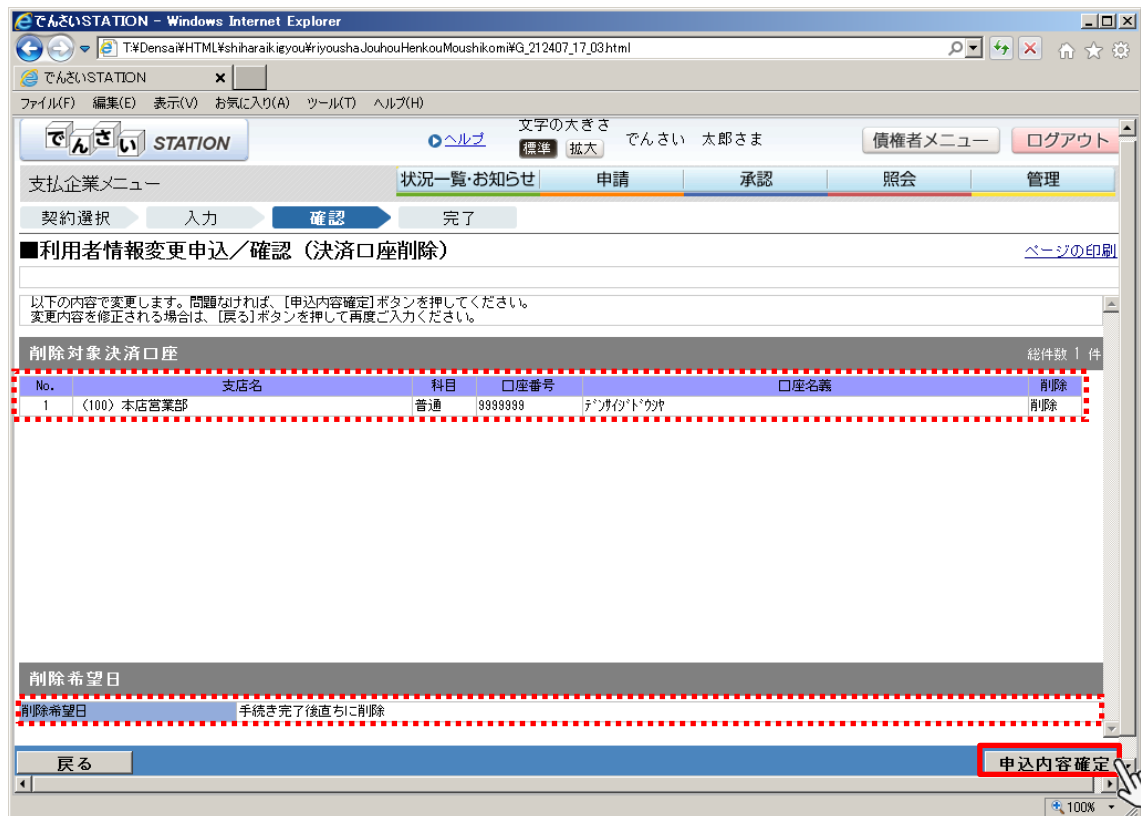 でんさいSTATION - Windows Internet Explorer
T:¥Densai¥HTML¥shiharaikigyou¥riyoushaJouhouHenkouMoushikomi¥G_212407_17_03.html
でんさいSTATION
ファイル(F) 編集(E) 表示(V) お気に入り(A) ツール(T) ヘルプ(H)
でんさい STATION
ヘルプ
文字の大きさ
標準 拡大
でんさい 太郎さま
債権者メニュー
ログアウト
支払企業メニュー
状況一覧・お知らせ 申請 承認 照会 管理
契約選択 入力 確認 完了
■利用者情報変更申込／確認（決済口座削除）
ページの印刷
以下の内容で変更します。問題なければ、[申込内容確定]ボタンを押してください。
変更内容を修正される場合は、[戻る]ボタンを押して再度ご入力ください。
削除対象決済口座 総件数 1 件
No. 支店名 科目 口座番号 口座名義 削除
1 （100）本店営業部 普通 9999999 ﾃﾞﾝｻｲｼﾞﾄﾞｳｼﾔ 削除
削除希望日
削除希望日 手続き完了後直ちに削除
戻る 申込内容確定
100%